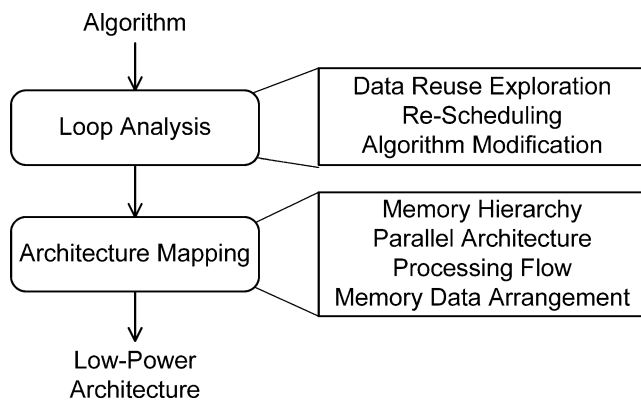 Algorithm
Loop Analysis
Data Reuse Exploration
Re-Scheduling
Algorithm Modification
Architecture Mapping
Memory Hierarchy
Parallel Architecture
Processing Flow
Memory Data Arrangement
Low-Power
Architecture